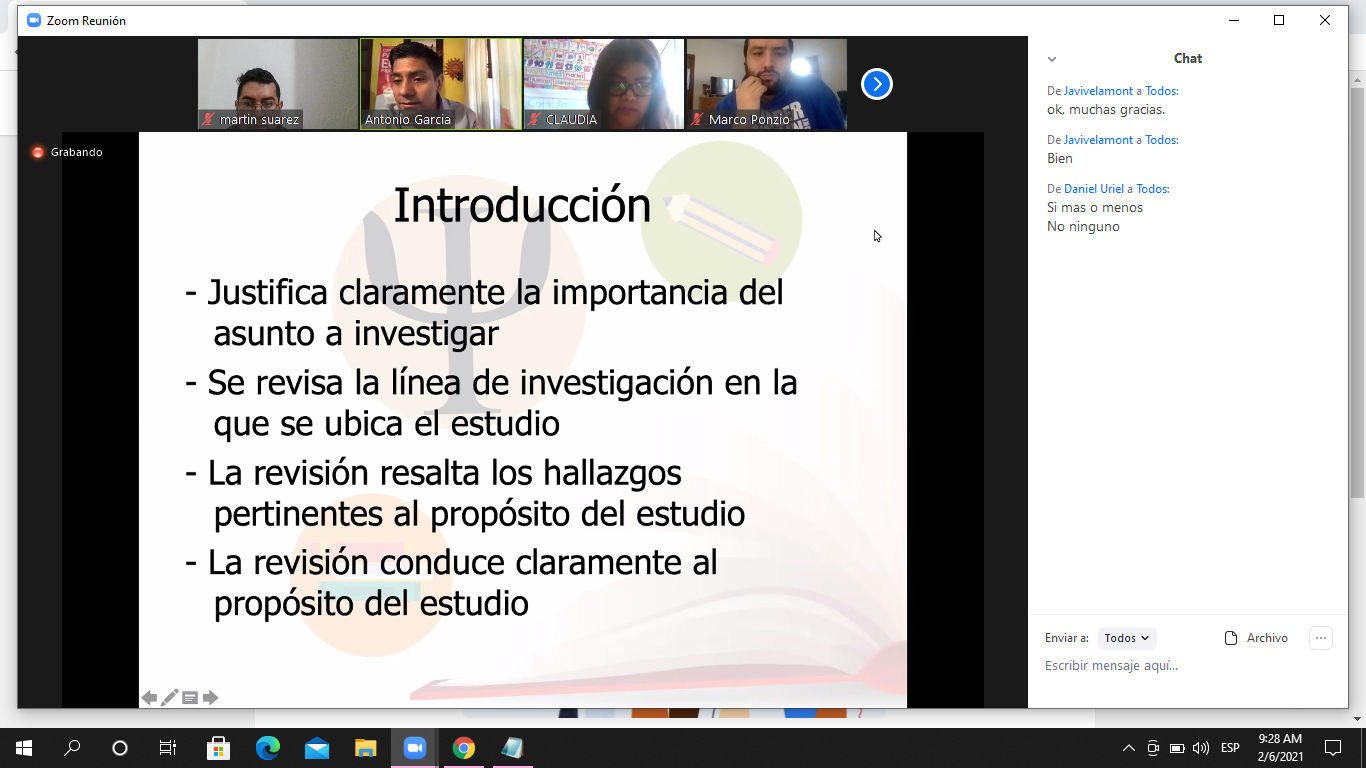 Zoom Reunión
martin suarez
Antonio Garcia
CLAUDIA
Marco Ponzio
Grabando
Introducción
- Justifica claramente la importancia del
asunto a investigar
- Se revisa la línea de investigación en la
que se ubica el estudio
- La revisión resalta los hallazgos
pertinentes al propósito del estudio
- La revisión conduce claramente al
propósito del estudio
Chat
De Javivelamont a Todos:
ok, muchas gracias.
De Javivelamont a Todos:
Bien
De Daniel Uriel a Todos:
Si mas o menos
No ninguno
Enviar a: Todos Archivo
Escribir mensaje aquí...
ESP
9:28 AM
2/6/2021